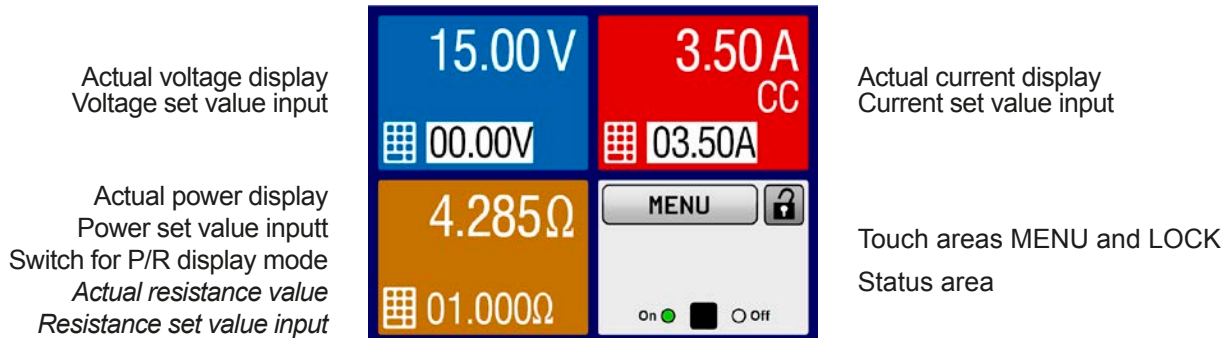 Actual voltage display
Voltage set value input
15.00 V
00.00V
3.50 A
CC
03.50A
Actual current display
Current set value input
Actual power display
Power set value inputt
Switch for P/R display mode
Actual resistance value
Resistance set value input
4.285Ω
01.000Ω
MENU
On
Off
Touch areas MENU and LOCK
Status area